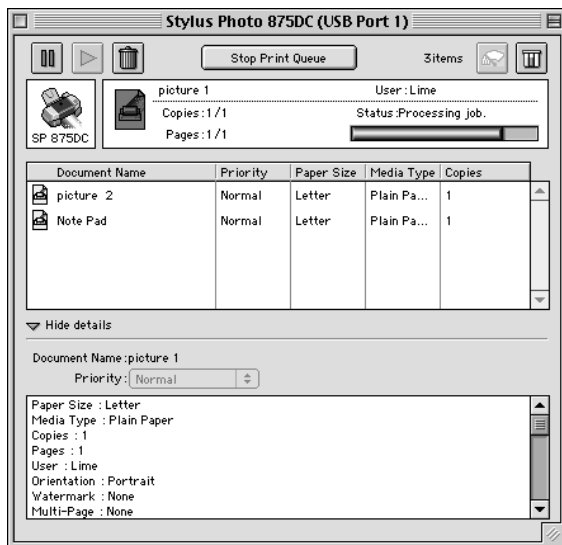 Stylus Photo 875DC (USB Port 1)
Stop Print Queue
3items
SP 875DC
picture 1
User :Lime
Copies :1 /1
Status :Processing job.
Pages :1 /1
Document Name Priority Paper Size Media Type Copies
picture 2 Normal Letter Plain Pa... 1
Note Pad Normal Letter Plain Pa... 1
Hide details
Document Name :picture 1
Priority : Normal
Paper Size : Letter
Media Type : Plain Paper
Copies : 1
Pages : 1
User : Lime
Orientation : Portrait
Watermark : None
Multi-Page : None